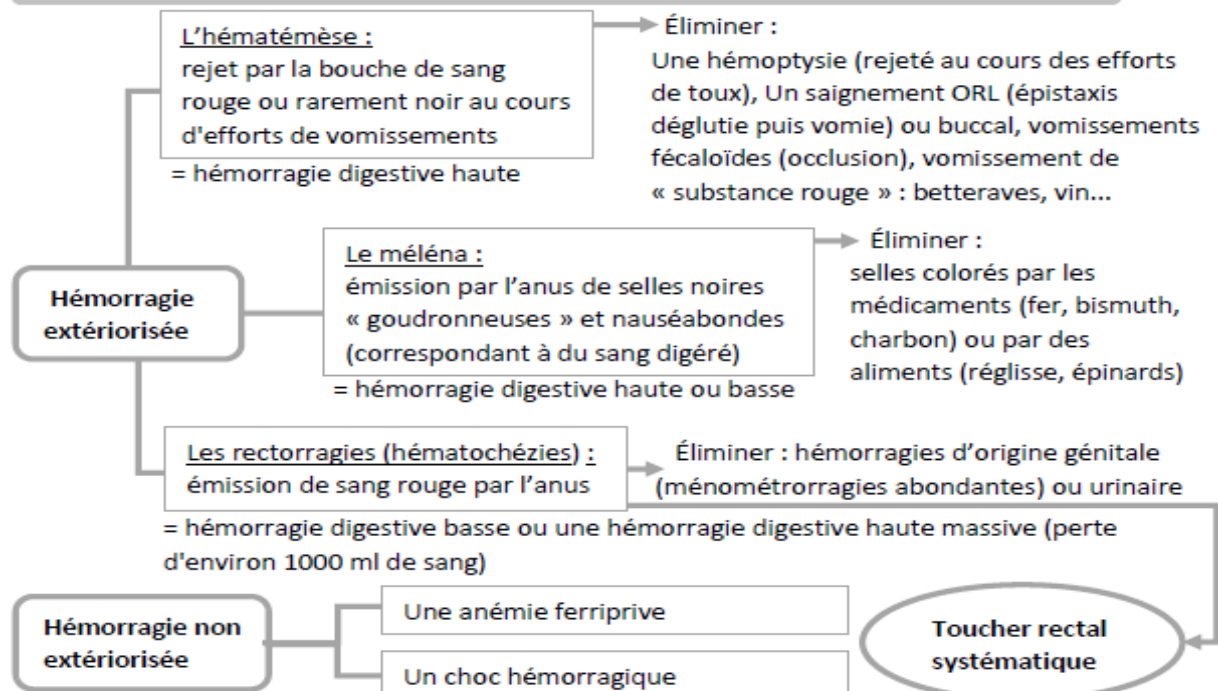 L'hématémèse :
rejet par la bouche de sang
rouge ou rarement noir au cours
d'efforts de vomissements
= hémorragie digestive haute
Éliminer :
Une hémoptysie (rejeté au cours des efforts
de toux), Un saignement ORL (épistaxis
déglutie puis vomie) ou buccal, vomissements
fécaloïdes (occlusion), vomissement de
« substance rouge » : betteraves, vin...
Hémorragie
extériorisée
Le méléna :
émission par l'anus de selles noires
« goudronneuses » et nauséabondes
(correspondant à du sang digéré)
= hémorragie digestive haute ou basse
Éliminer :
selles colorés par les
médicaments (fer, bismuth,
charbon) ou par des
aliments (réglisse, épinards)
Les rectorragies (hématochézies) :
émission de sang rouge par l'anus
Éliminer : hémorragies d'origine génitale
(ménométrorragies abondantes) ou urinaire
= hémorragie digestive basse ou une hémorragie digestive haute massive (perte
d'environ 1000 ml de sang)
Hémorragie non
extériorisée
Une anémie ferriprive
Un choc hémorragique
Toucher rectal
systématique